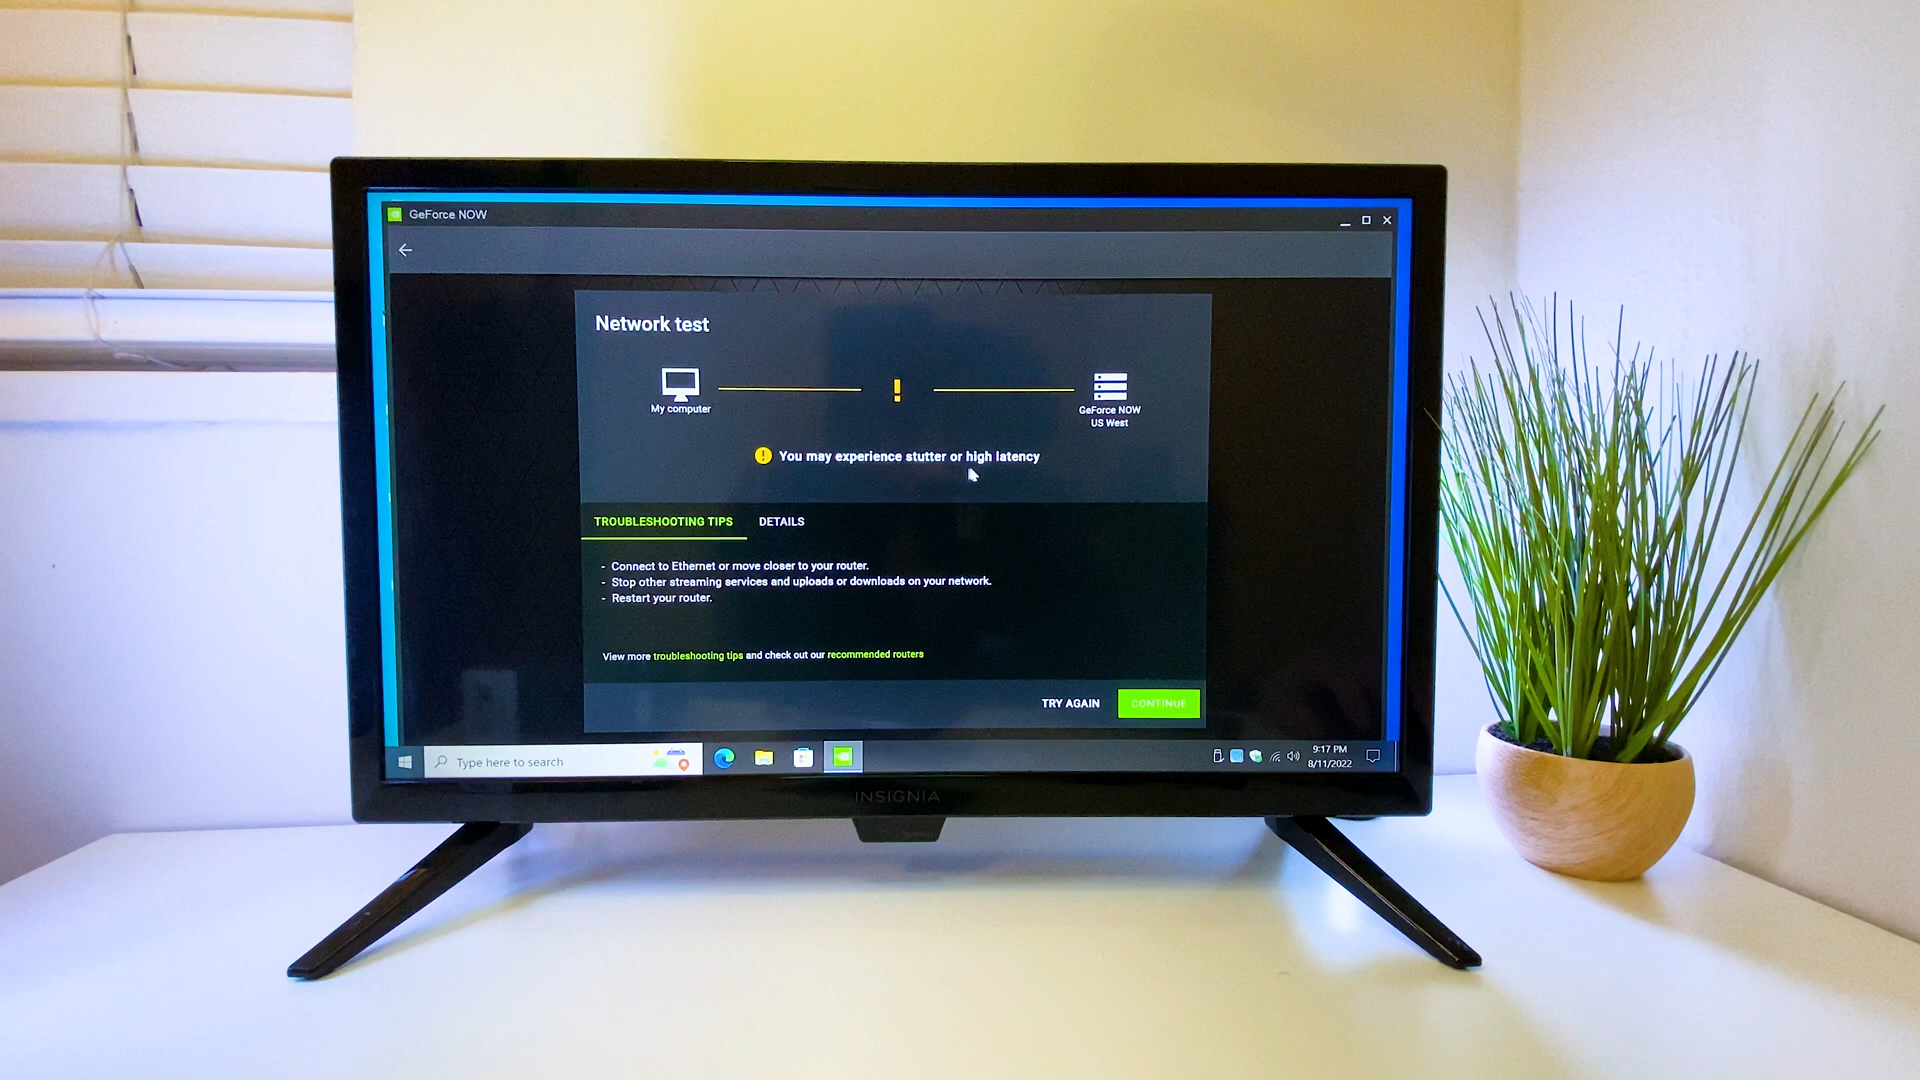 GeForce NOW
Network test
My computer
GeForce NOW
US West
You may experience stutter or high latency
TROUBLESHOOTING TIPS DETAILS
- Connect to Ethernet or move closer to your router.
- Stop other streaming services and uploads or downloads on your network.
- Restart your router.
View more troubleshooting tips and check out our recommended routers
TRY AGAIN CONTINUE
Type here to search
9:17 PM
8/11/2022
INSIGNIA